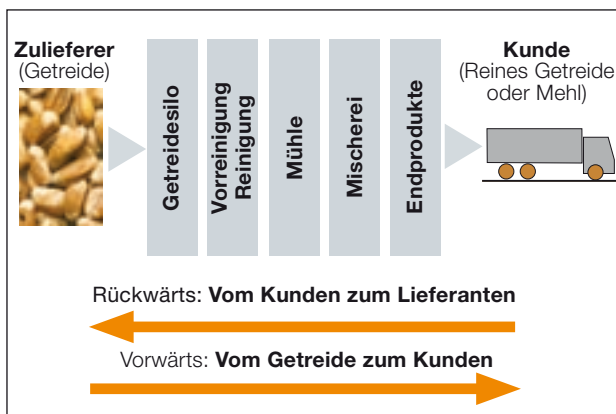 Zulieferer
(Getreide)
Getreidesilo
Vorreinigung
Reinigung
Mühle
Mischerei
Endprodukte
Kunde
(Reines Getreide
oder Mehl)
Rückwärts: Vom Kunden zum Lieferanten
Vorwärts: Vom Getreide zum Kunden